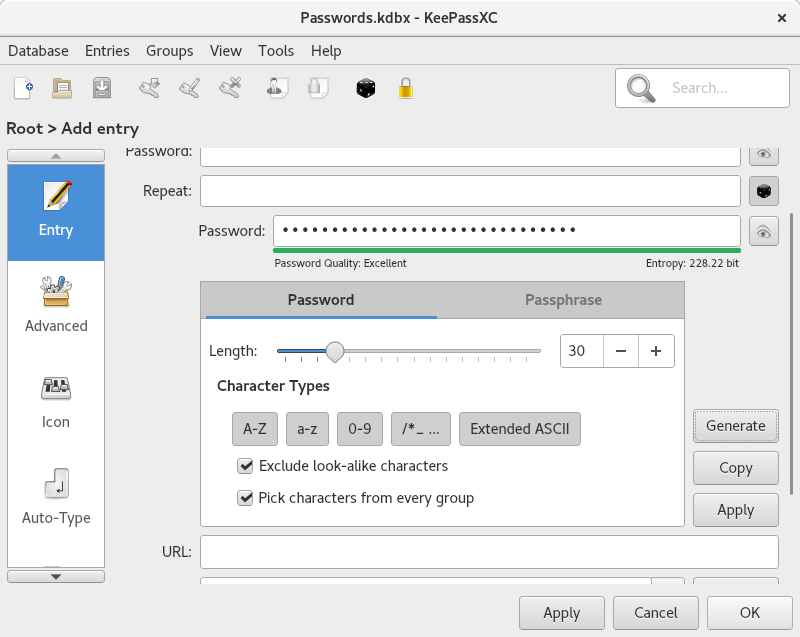 Passwords.kdbx - KeePassXC
Database Entries Groups View Tools Help
Search...
Root > Add entry
Password:
Entry
Repeat:
Password: ••••••••••••••••••••••••••••••
Password Quality: Excellent Entropy: 228.22 bit
Advanced
Password Passphrase
Length: 30 − +
Character Types
Icon
A-Z a-z 0-9 /*_ ... Extended ASCII
Generate
Exclude look-alike characters
Copy
Pick characters from every group
Apply
Auto-Type
URL:
Apply Cancel OK